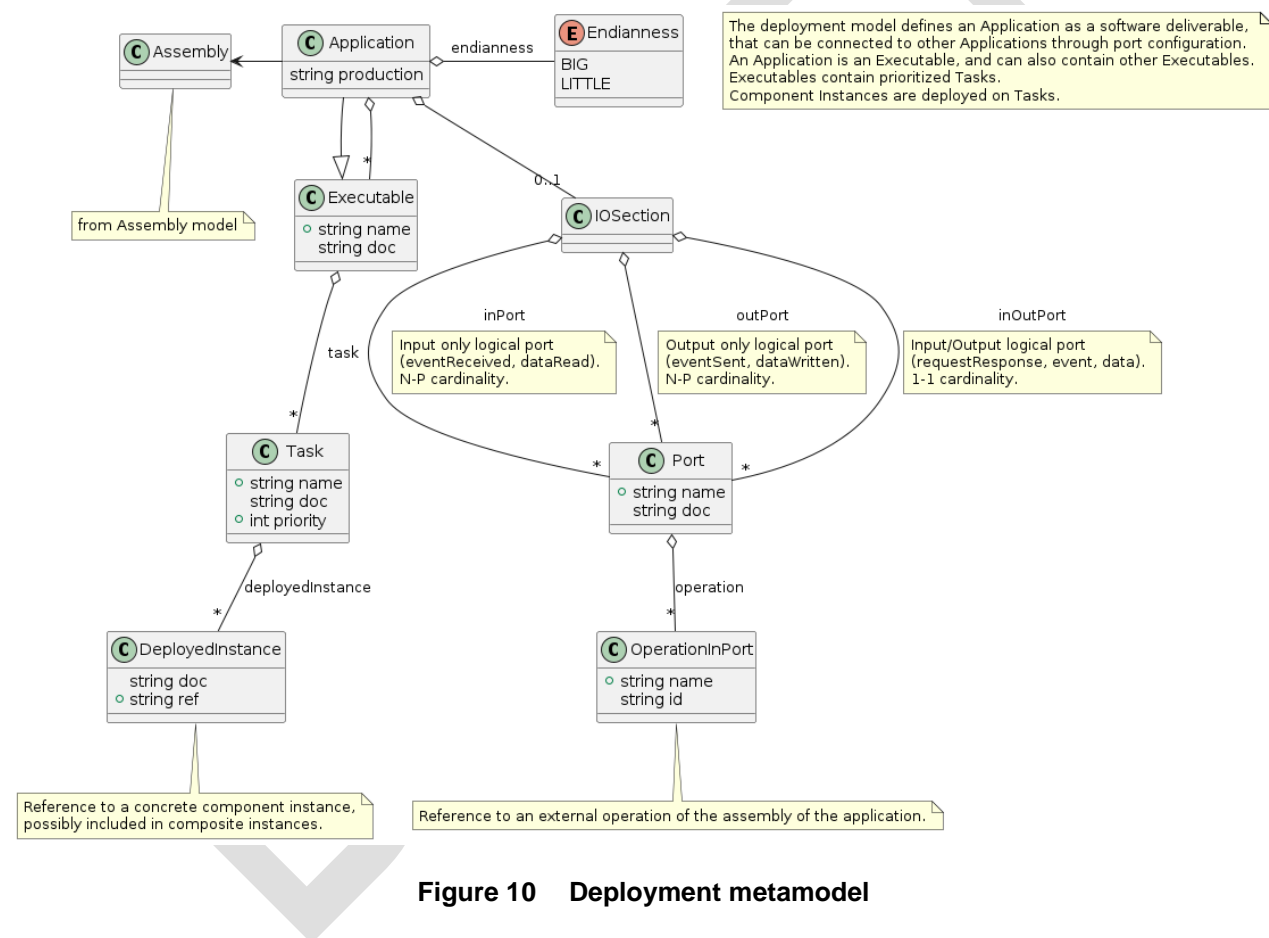 C Assembly
C Application
string production
endianness
E Endianness
BIG
LITTLE
The deployment model defines an Application as a software deliverable,
that can be connected to other Applications through port configuration.
An Application is an Executable, and can also contain other Executables.
Executables contain prioritized Tasks.
Component Instances are deployed on Tasks.
*
0..1
from Assembly model
C Executable
string name
string doc
C IOSection
inPort
outPort
inOutPort
task
Input only logical port
(eventReceived, dataRead).
N-P cardinality.
Output only logical port
(eventSent, dataWritten).
N-P cardinality.
Input/Output logical port
(requestResponse, event, data).
1-1 cardinality.
*
*
*
*
C Task
string name
string doc
int priority
C Port
string name
string doc
deployedInstance
operation
*
*
C DeployedInstance
string doc
string ref
C OperationInPort
string name
string id
Reference to a concrete component instance,
possibly included in composite instances.
Reference to an external operation of the assembly of the application.
Figure 10 Deployment metamodel